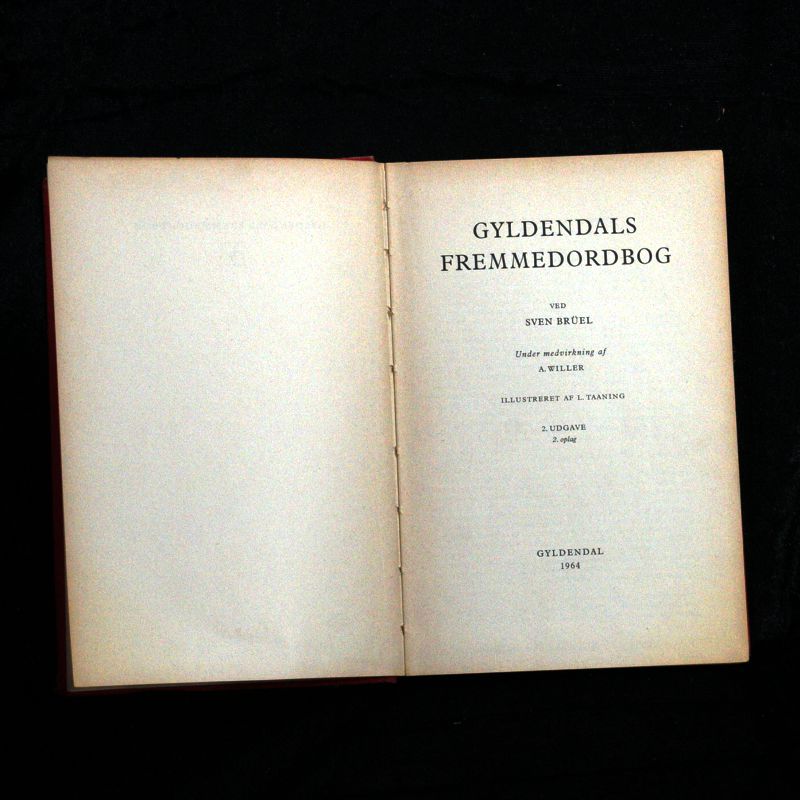 GYLDENDALS
FREMMEDORDBOG
VED
SVEN BRÜEL
Under medvirkning af
A. WILLER
ILLUSTRERET AF L. TAANING
2. UDGAVE
2. oplag
GYLDENDAL
1964